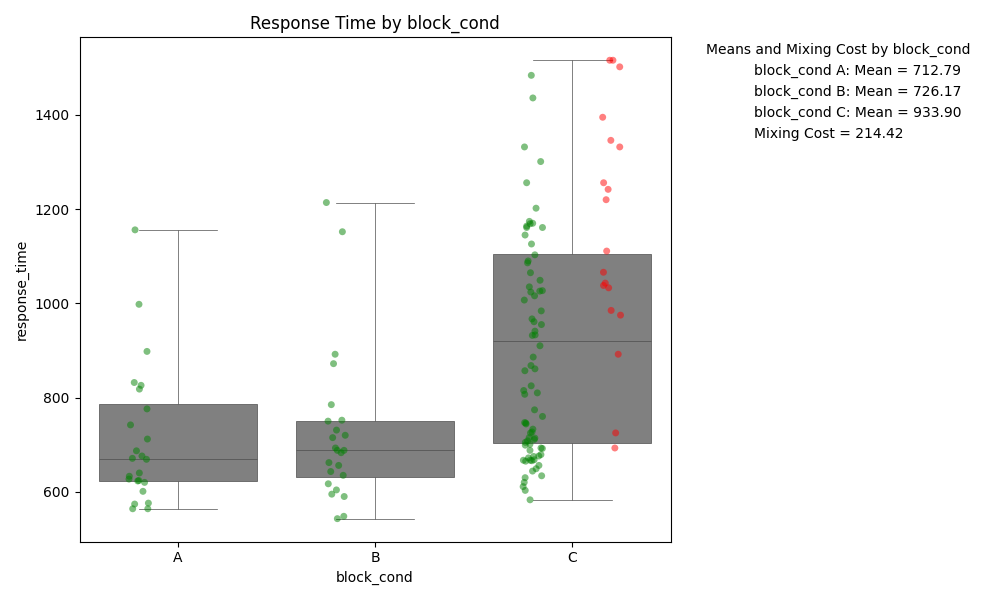 Response Time by block_cond
Means and Mixing Cost by block_cond
block_cond A: Mean = 712.79
block_cond B: Mean = 726.17
block_cond C: Mean = 933.90
Mixing Cost = 214.42
response_time
1400
1200
1000
800
600
A B C
block_cond